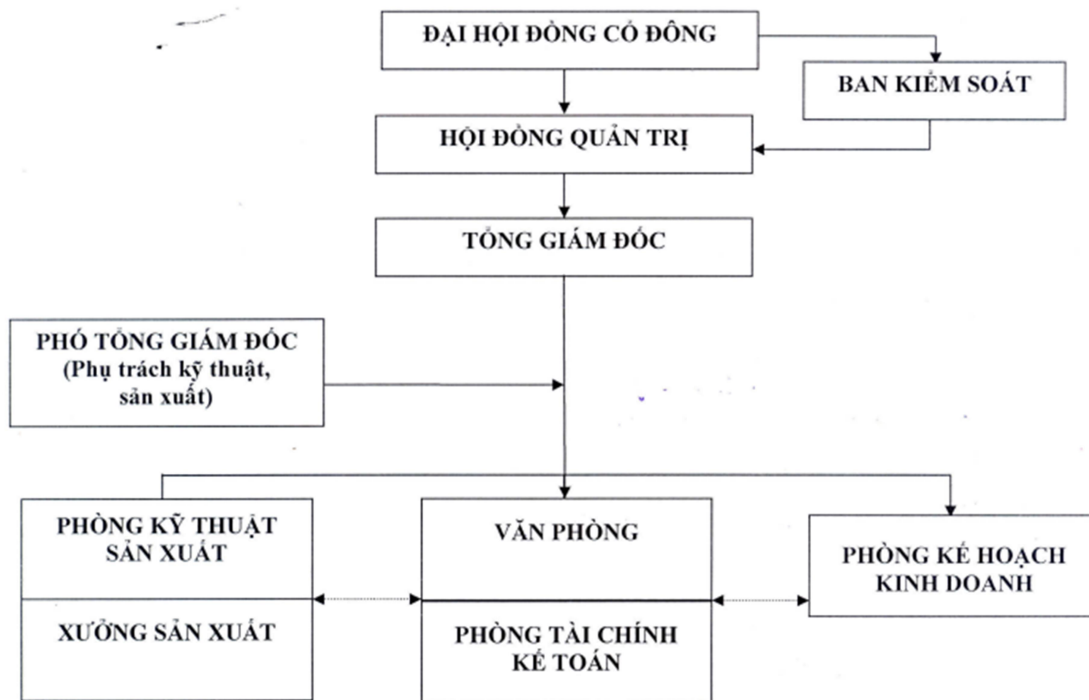 ĐẠI HỘI ĐỒNG CỔ ĐÔNG
BAN KIỂM SOÁT
HỘI ĐỒNG QUẢN TRỊ
TỔNG GIÁM ĐỐC
PHÓ TỔNG GIÁM ĐỐC
(Phụ trách kỹ thuật,
sản xuất)
PHÒNG KỸ THUẬT
SẢN XUẤT
VĂN PHÒNG
PHÒNG KẾ HOẠCH
KINH DOANH
XƯỞNG SẢN XUẤT
PHÒNG TÀI CHÍNH
KẾ TOÁN